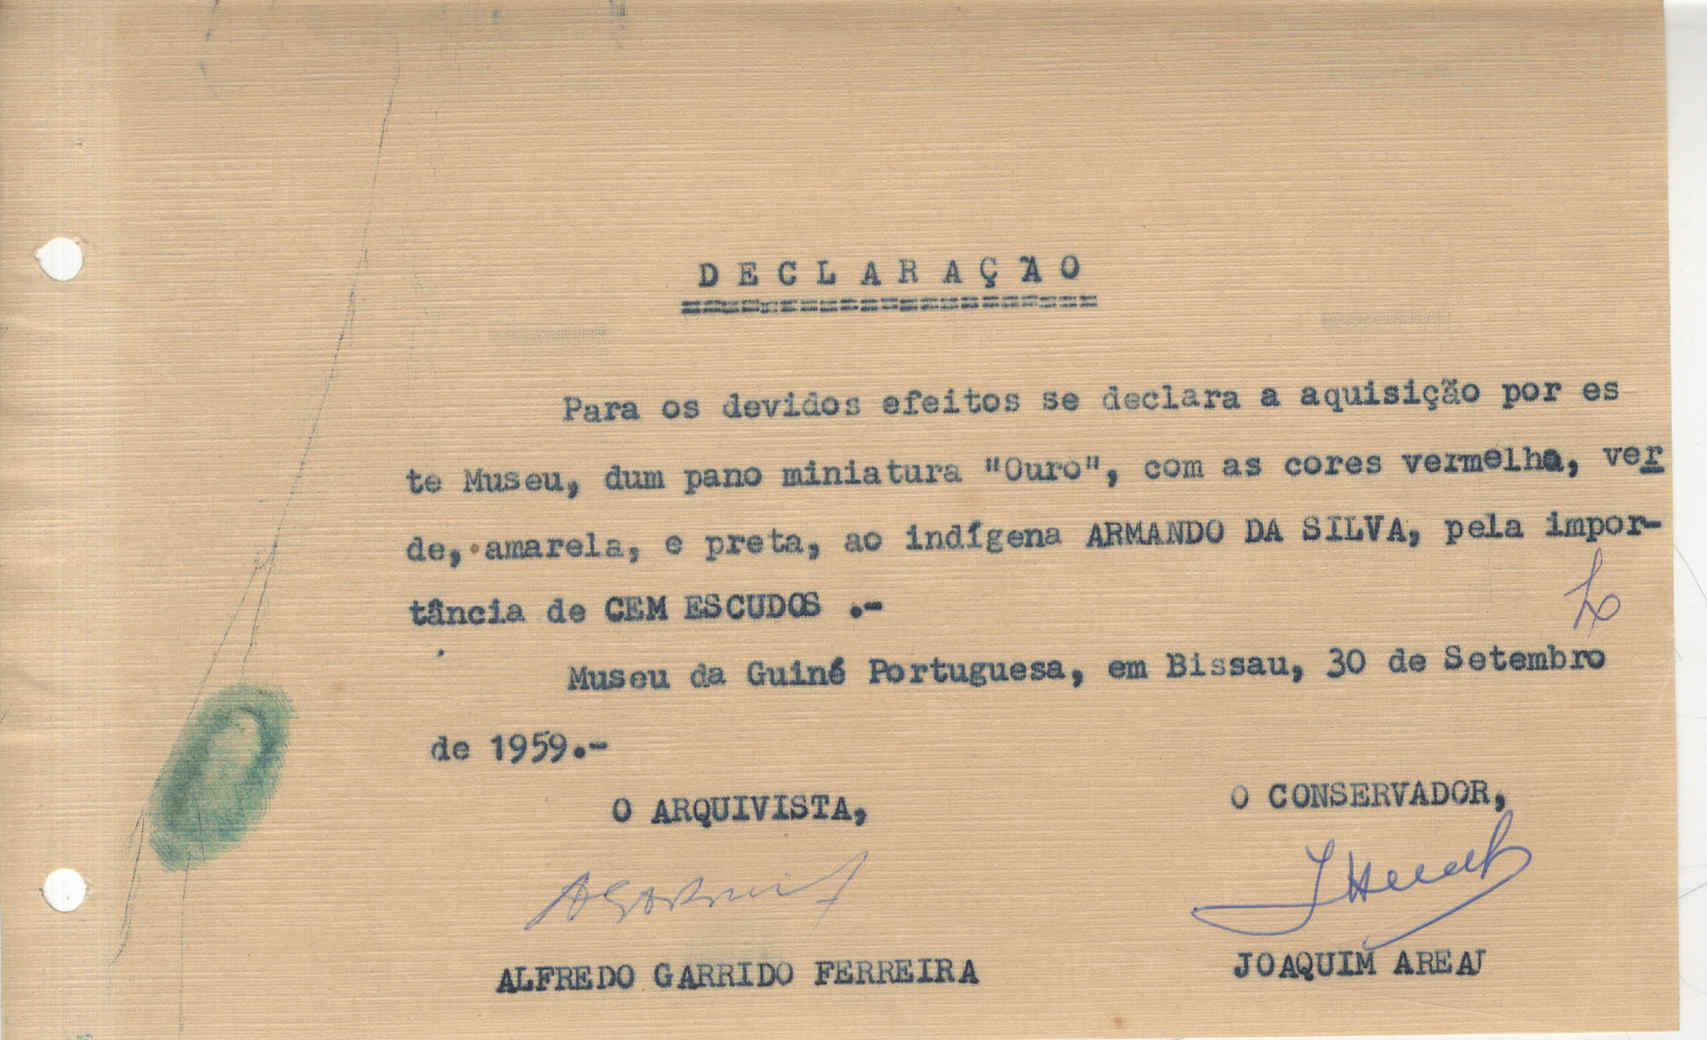 DECLARAÇÃO
Para os devidos efeitos se declara a aquisição por es
te Museu, dum pano miniatura "Ouro", com as cores vermelha, ver
de, amarela, e preta, ao indígena ARMANDO DA SILVA, pela impor-
tância de CEM ESCUDOS .-
Museu da Guiné Portuguesa, em Bissau, 30 de Setembro
de 1959.-
O ARQUIVISTA,
O CONSERVADOR,
ALFREDO GARRIDO FERREIRA
JOAQUIM AREAL